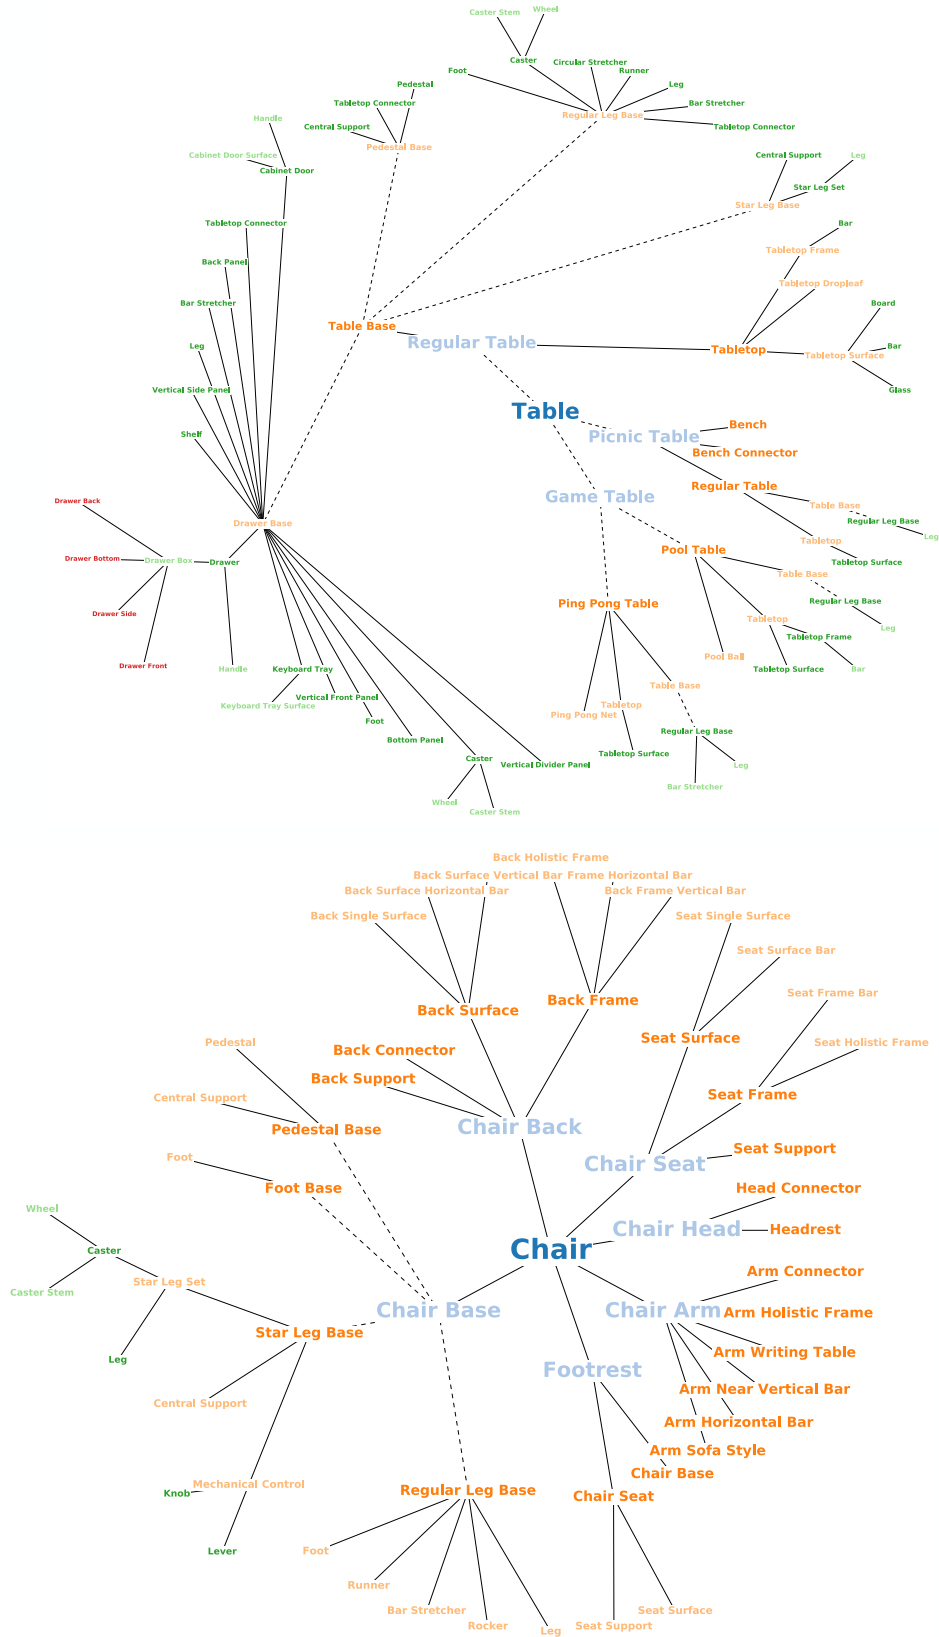 Wheel
Caster Stem
Caster
Circular Stretcher
Foot
Runner
Leg
Pedestal
Tabletop Connector
Bar Stretcher
Regular Leg Base
Handle
Central Support
Tabletop Connector
Pedestal Base
Cabinet Door Surface
Central Support
Leg
Cabinet Door
Star Leg Set
Star Leg Base
Tabletop Connector
Bar
Tabletop Frame
Back Panel
Tabletop Dropleaf
Bar Stretcher
Board
Table Base
Regular Table
Leg
Tabletop
Bar
Tabletop Surface
Vertical Side Panel
Glass
Table
Bench
Shelf
Picnic Table
Bench Connector
Regular Table
Game Table
Drawer Back
Table Base
Drawer Base
Regular Leg Base
Leg
Tabletop
Pool Table
Drawer Bottom
Drawer Box
Drawer
Tabletop Surface
Table Base
Ping Pong Table
Regular Leg Base
Drawer Side
Tabletop
Leg
Tabletop Frame
Pool Ball
Drawer Front
Handle
Keyboard Tray
Tabletop Surface
Bar
Table Base
Vertical Front Panel
Keyboard Tray Surface
Tabletop
Ping Pong Net
Foot
Regular Leg Base
Bottom Panel
Tabletop Surface
Caster
Vertical Divider Panel
Leg
Bar Stretcher
Wheel
Caster Stem
Back Holistic Frame
Back Surface Vertical Bar
Frame Horizontal Bar
Back Surface Horizontal Bar
Back Frame Vertical Bar
Back Single Surface
Seat Single Surface
Seat Surface Bar
Seat Frame Bar
Back Surface
Back Frame
Seat Surface
Pedestal
Seat Holistic Frame
Back Connector
Back Support
Seat Frame
Central Support
Pedestal Base
Chair Back
Seat Support
Foot
Chair Seat
Foot Base
Head Connector
Wheel
Chair Head
Headrest
Caster
Chair
Arm Connector
Star Leg Set
Caster Stem
Chair Base
Chair Arm
Arm Holistic Frame
Star Leg Base
Arm Writing Table
Leg
Footrest
Arm Near Vertical Bar
Central Support
Arm Horizontal Bar
Arm Sofa Style
Chair Base
Mechanical Control
Knob
Regular Leg Base
Chair Seat
Lever
Foot
Runner
Bar Stretcher
Seat Surface
Rocker
Seat Support
Leg